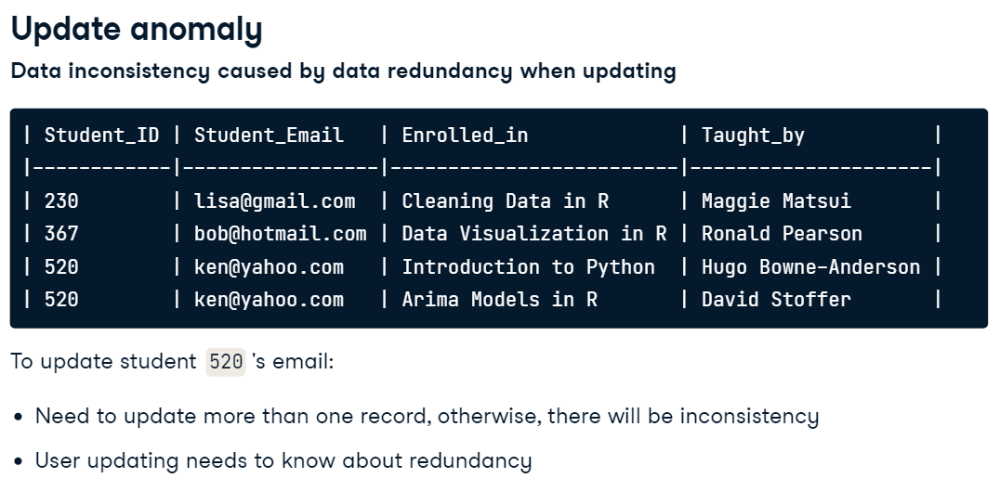 Update anomaly
Data inconsistency caused by data redundancy when updating
| Student_ID | Student_Email   | Enrolled_in             | Taught_by           |
|------------|-----------------|-------------------------|---------------------|
| 230        | lisa@gmail.com  | Cleaning Data in R      | Maggie Matsui       |
| 367        | bob@hotmail.com | Data Visualization in R | Ronald Pearson      |
| 520        | ken@yahoo.com   | Introduction to Python  | Hugo Bowne-Anderson |
| 520        | ken@yahoo.com   | Arima Models in R       | David Stoffer       |
To update student 520 's email:
• Need to update more than one record, otherwise, there will be inconsistency
• User updating needs to know about redundancy